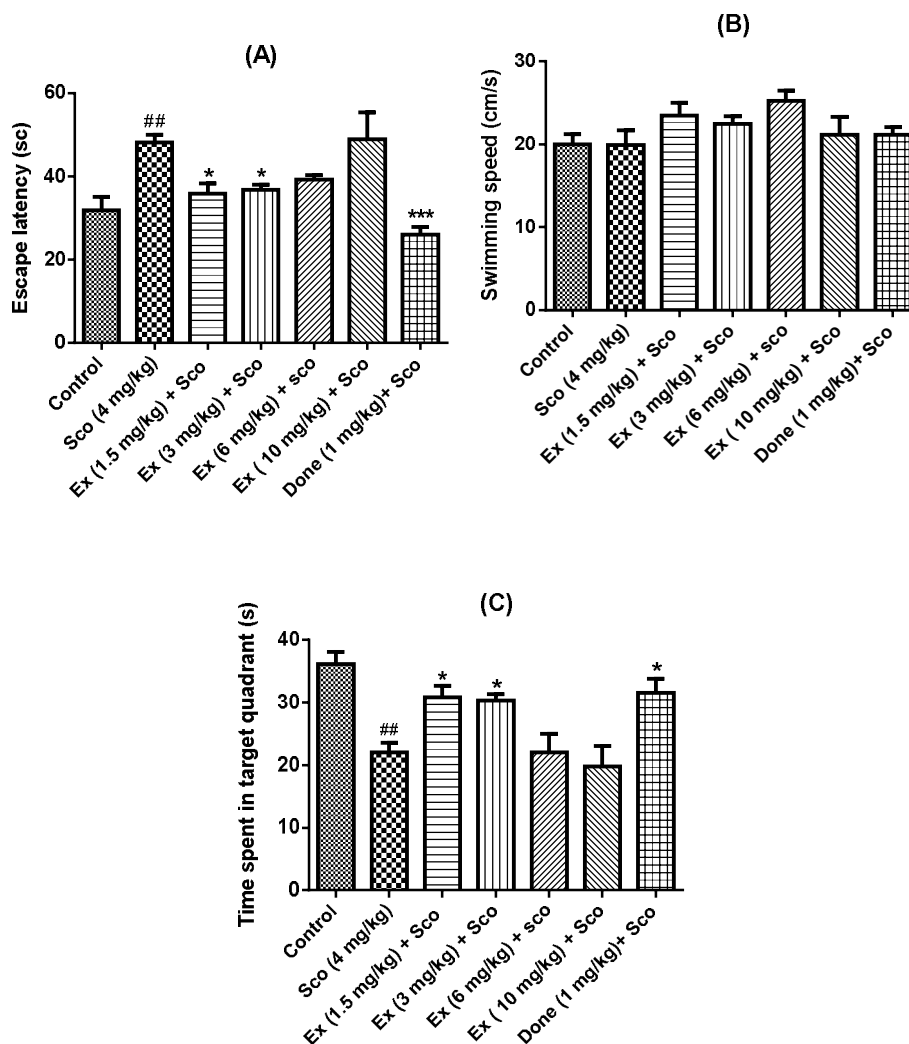 (A)
Escape latency (sc)
60
40
20
0
##
*
*
***
Control
Sco (4 mg/kg)
Ex (1.5 mg/kg) + Sco
Ex (3 mg/kg) + Sco
Ex (6 mg/kg) + sco
Ex ( 10 mg/kg) + Sco
Done (1 mg/kg)+ Sco
(B)
Swimming speed (cm/s)
30
20
10
0
Control
Sco (4 mg/kg)
Ex (1.5 mg/kg) + Sco
Ex (3 mg/kg) + Sco
Ex (6 mg/kg) + sco
Ex ( 10 mg/kg) + Sco
Done (1 mg/kg)+ Sco
(C)
Time spent in target quadrant (s)
40
30
20
10
0
##
*
*
*
Control
Sco (4 mg/kg)
Ex (1.5 mg/kg) + Sco
Ex (3 mg/kg) + Sco
Ex (6 mg/kg) + sco
Ex ( 10 mg/kg) + Sco
Done (1 mg/kg)+ Sco